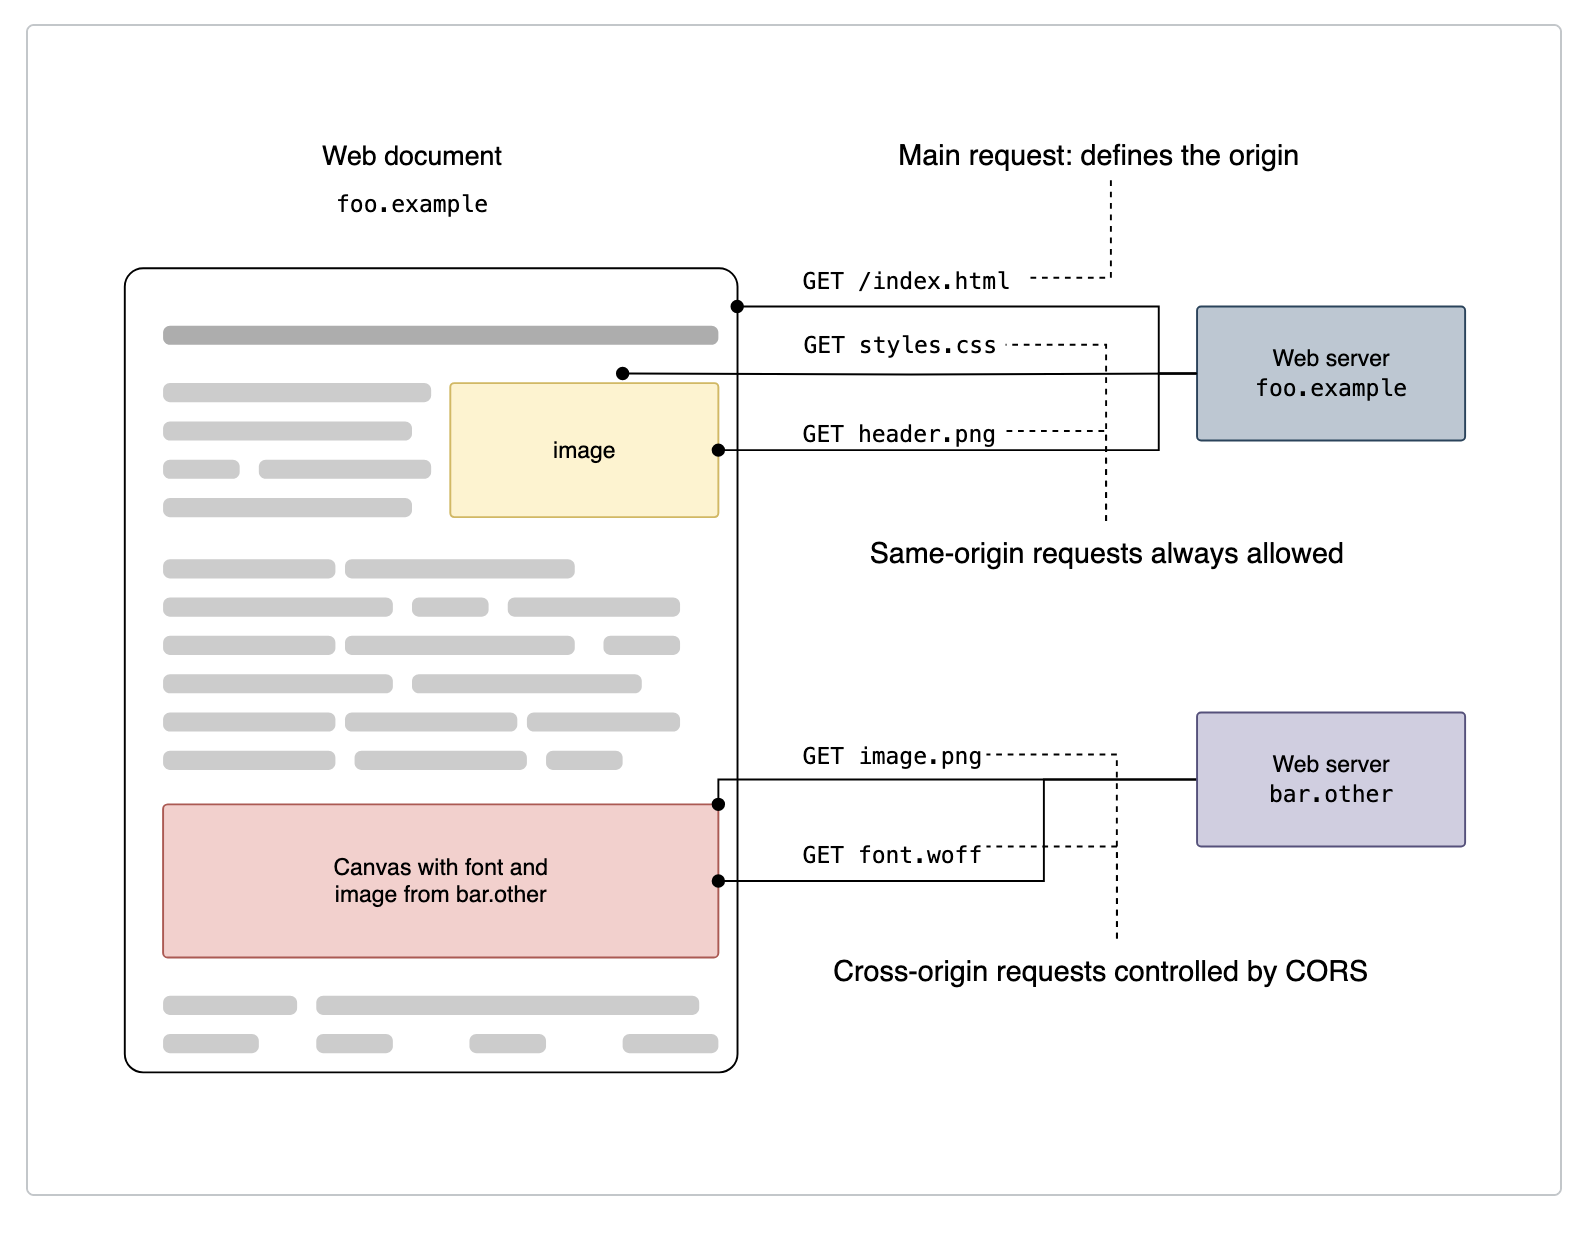 Web document
foo.example
Main request: defines the origin
GET /index.html
GET styles.css
GET header.png
image
Web server
foo.example
Same-origin requests always allowed
GET image.png
GET font.woff
Web server
bar.other
Canvas with font and
image from bar.other
Cross-origin requests controlled by CORS